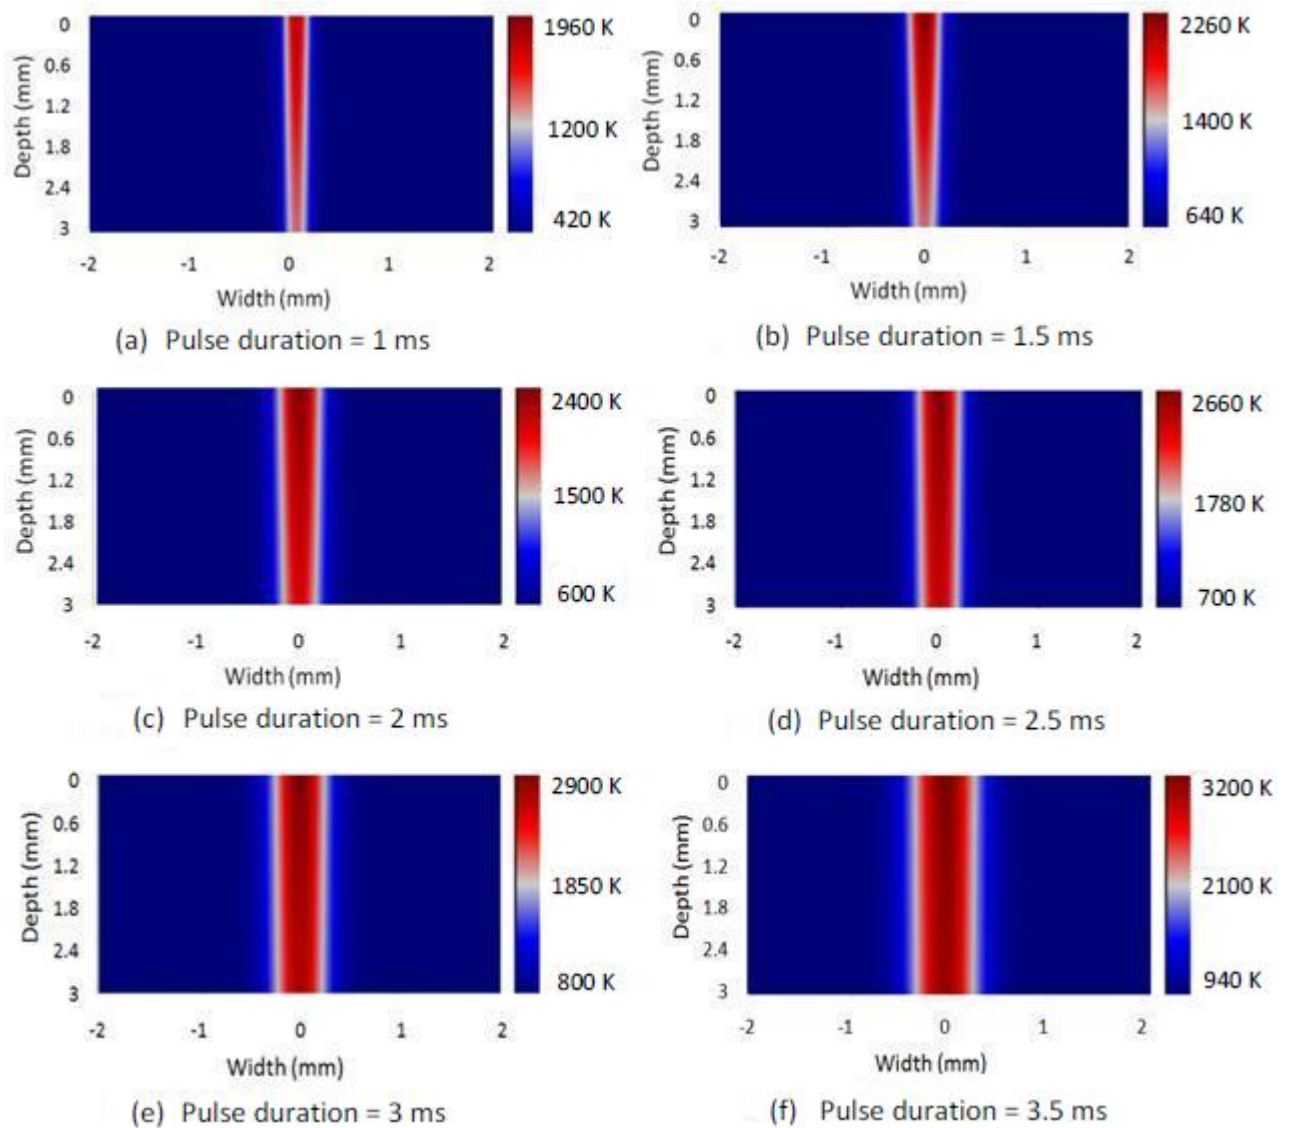 0
0.6
1.2
1.8
2.4
3
Depth (mm)
-2 -1 0 1 2
Width (mm)
1960 K
1200 K
420 K
(a) Pulse duration = 1 ms
0
0.6
1.2
1.8
2.4
3
Depth (mm)
-2 -1 0 1 2
Width (mm)
2260 K
1400 K
640 K
(b) Pulse duration = 1.5 ms
0
0.6
1.2
1.8
2.4
3
Depth (mm)
-2 -1 0 1 2
Width (mm)
2400 K
1500 K
600 K
(c) Pulse duration = 2 ms
0
0.6
1.2
1.8
2.4
3
Depth (mm)
-2 -1 0 1 2
Width (mm)
2660 K
1780 K
700 K
(d) Pulse duration = 2.5 ms
0
0.6
1.2
1.8
2.4
3
Depth (mm)
-2 -1 0 1 2
Width (mm)
2900 K
1850 K
800 K
(e) Pulse duration = 3 ms
0
0.6
1.2
1.8
2.4
3
Depth (mm)
-2 -1 0 1 2
Width (mm)
3200 K
2100 K
940 K
(f) Pulse duration = 3.5 ms